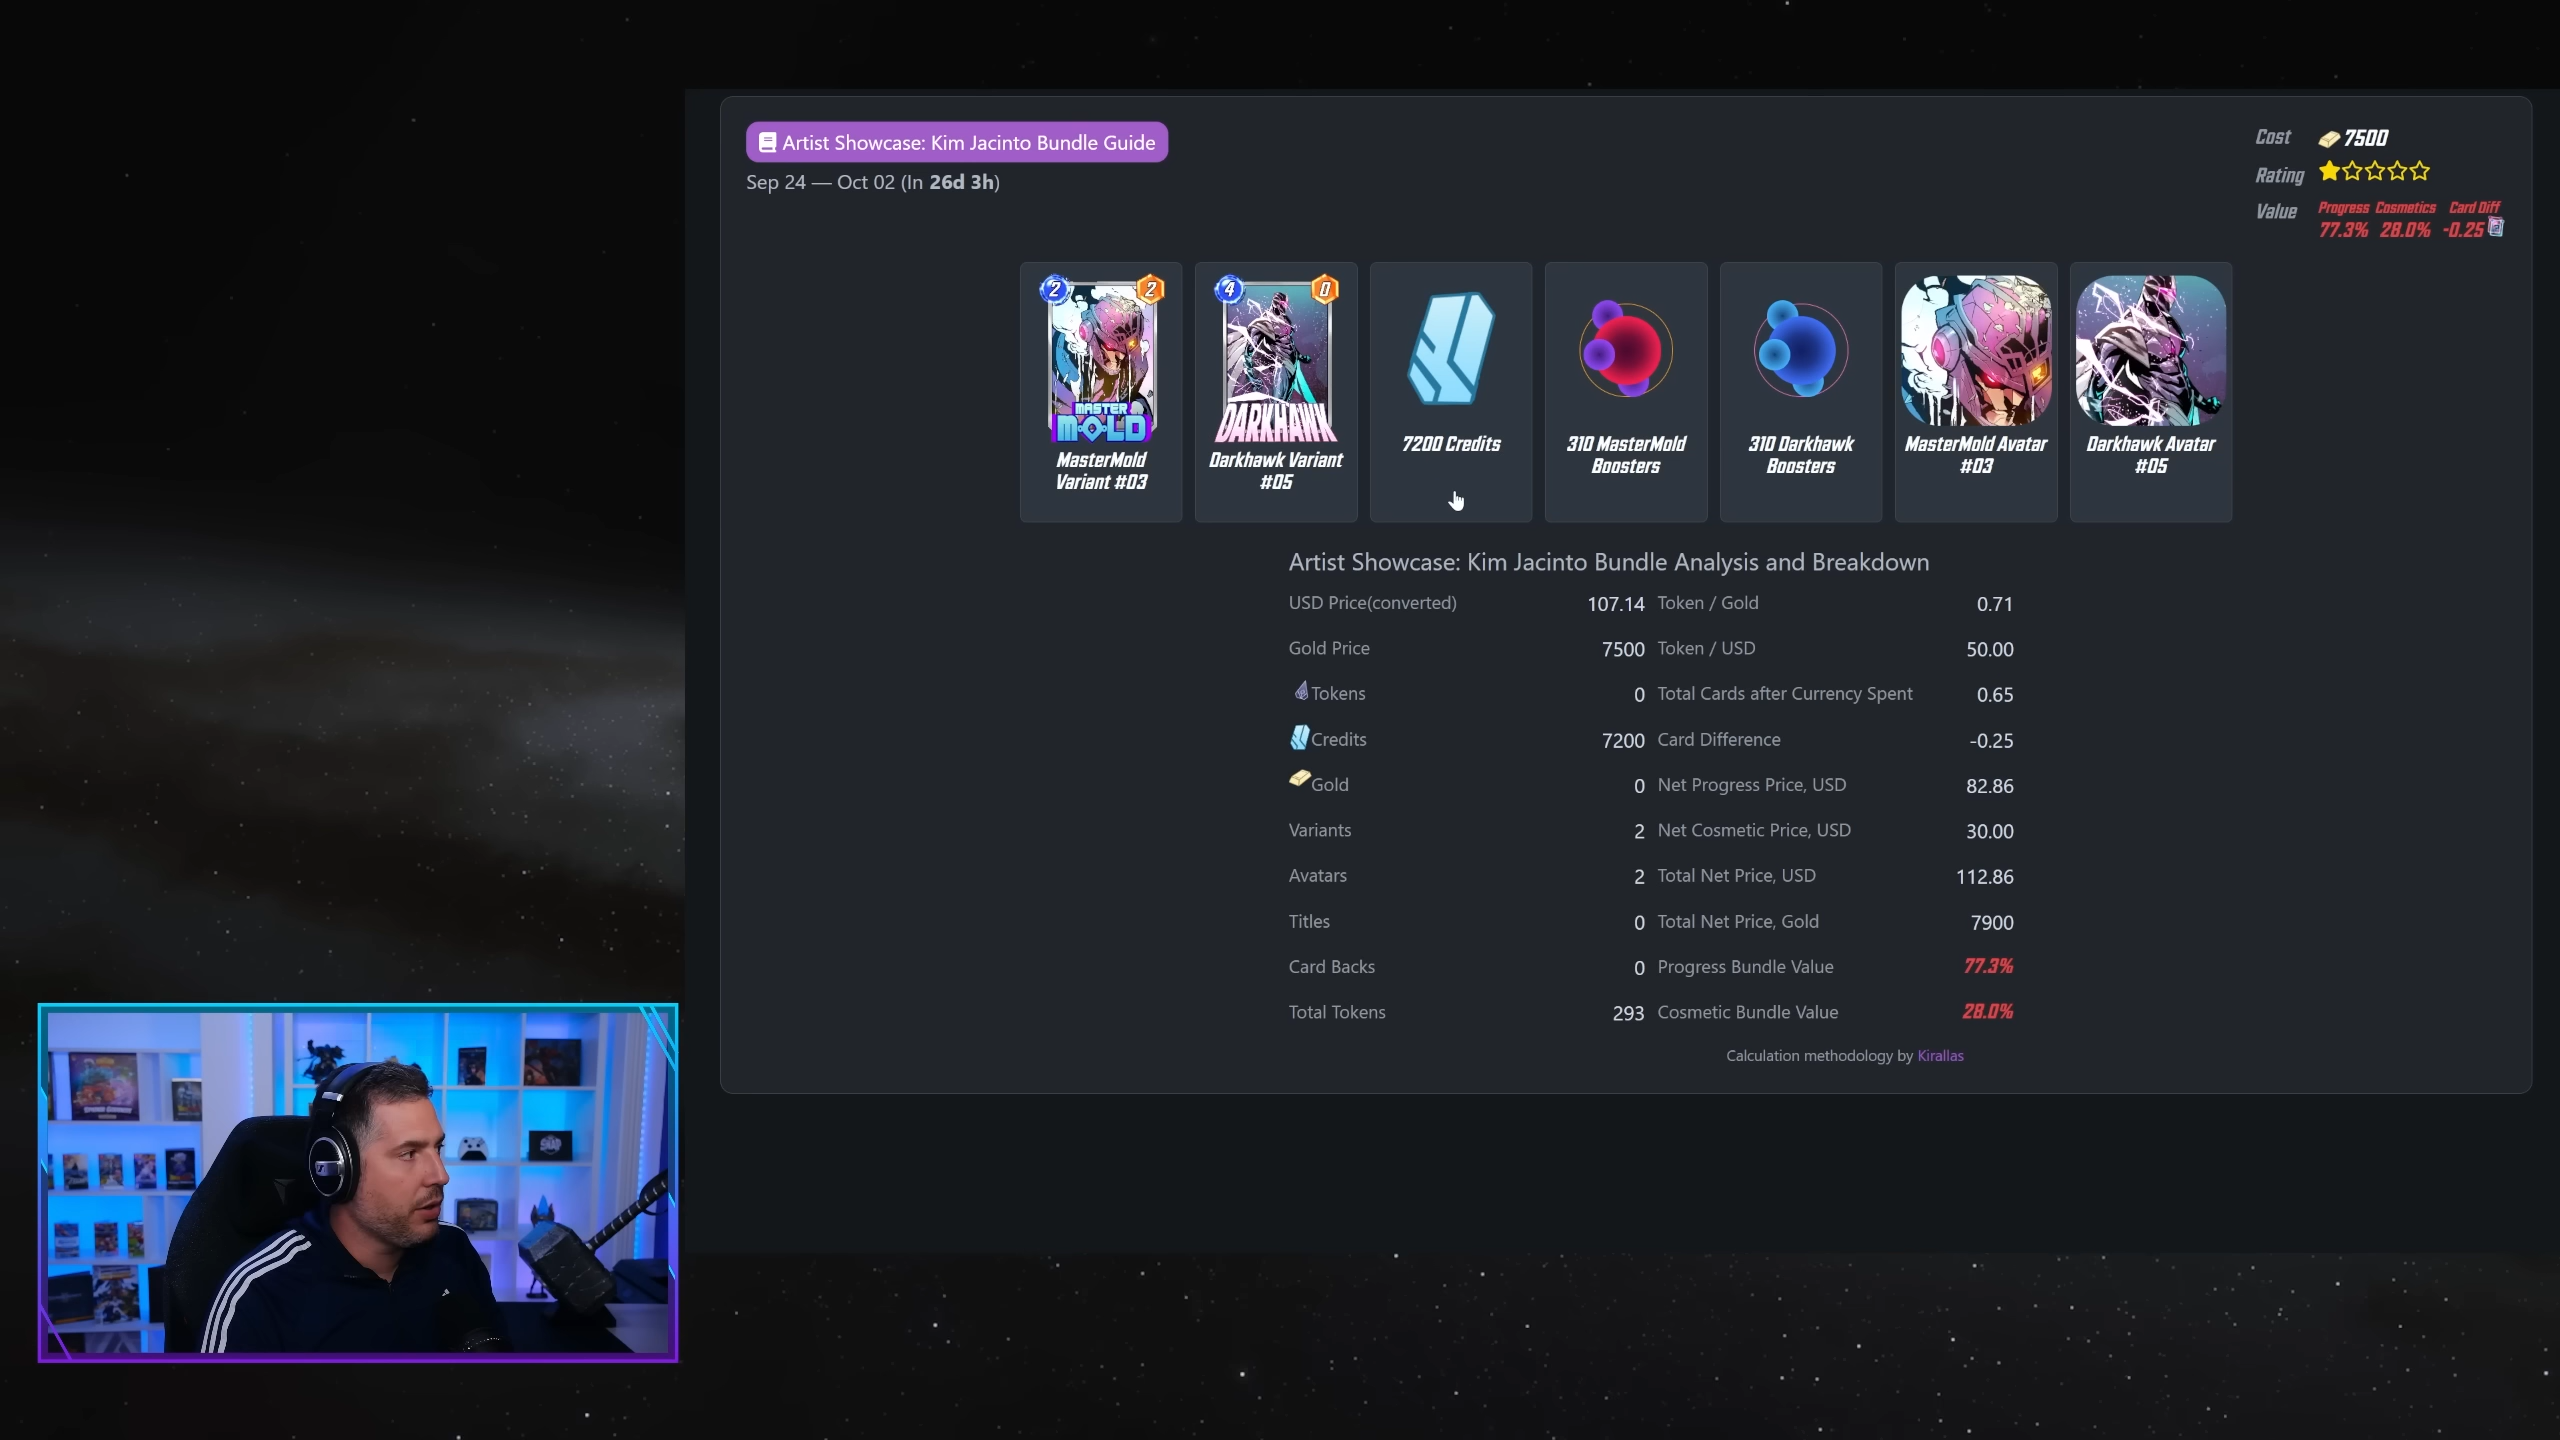 Artist Showcase: Kim Jacinto Bundle Guide
Sep 24 — Oct 02 (In 26d 3h)
Cost 7500
Rating
Value Progress Cosmetics Card Diff
77.3% 28.0% -0.25
2 2
MASTER
MOLD
MasterMold
Variant #03
4 0
DARKHAWK
Darkhawk Variant
#05
7200 Credits
310 MasterMold
Boosters
310 Darkhawk
Boosters
MasterMold Avatar
#03
Darkhawk Avatar
#05
Artist Showcase: Kim Jacinto Bundle Analysis and Breakdown
USD Price(converted) 107.14 Token / Gold 0.71
Gold Price 7500 Token / USD 50.00
Tokens 0 Total Cards after Currency Spent 0.65
Credits 7200 Card Difference -0.25
Gold 0 Net Progress Price, USD 82.86
Variants 2 Net Cosmetic Price, USD 30.00
Avatars 2 Total Net Price, USD 112.86
Titles 0 Total Net Price, Gold 7900
Card Backs 0 Progress Bundle Value 77.3%
Total Tokens 293 Cosmetic Bundle Value 28.0%
Calculation methodology by Kirallas
SNAP